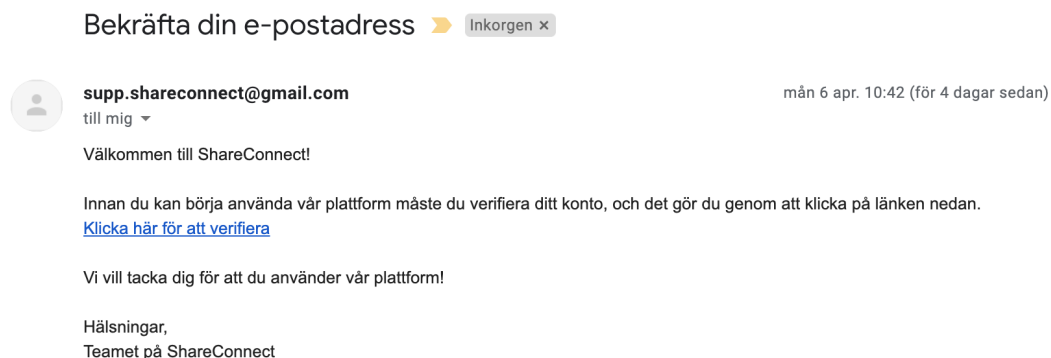 Bekräfta din e-postadress
Inkorgen ×
supp.shareconnect@gmail.com
mån 6 apr. 10:42 (för 4 dagar sedan)
till mig
Välkommen till ShareConnect!
Innan du kan börja använda vår plattform måste du verifiera ditt konto, och det gör du genom att klicka på länken nedan.
Klicka här för att verifiera
Vi vill tacka dig för att du använder vår plattform!
Hälsningar,
Teamet på ShareConnect